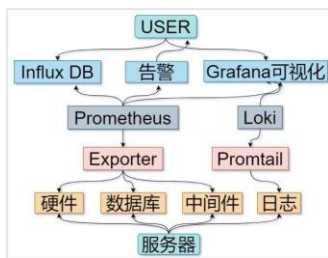 USER
Influx DB 告警 Grafana可视化
Prometheus Loki
Exporter Promtail
硬件 数据库 中间件 日志
服务器